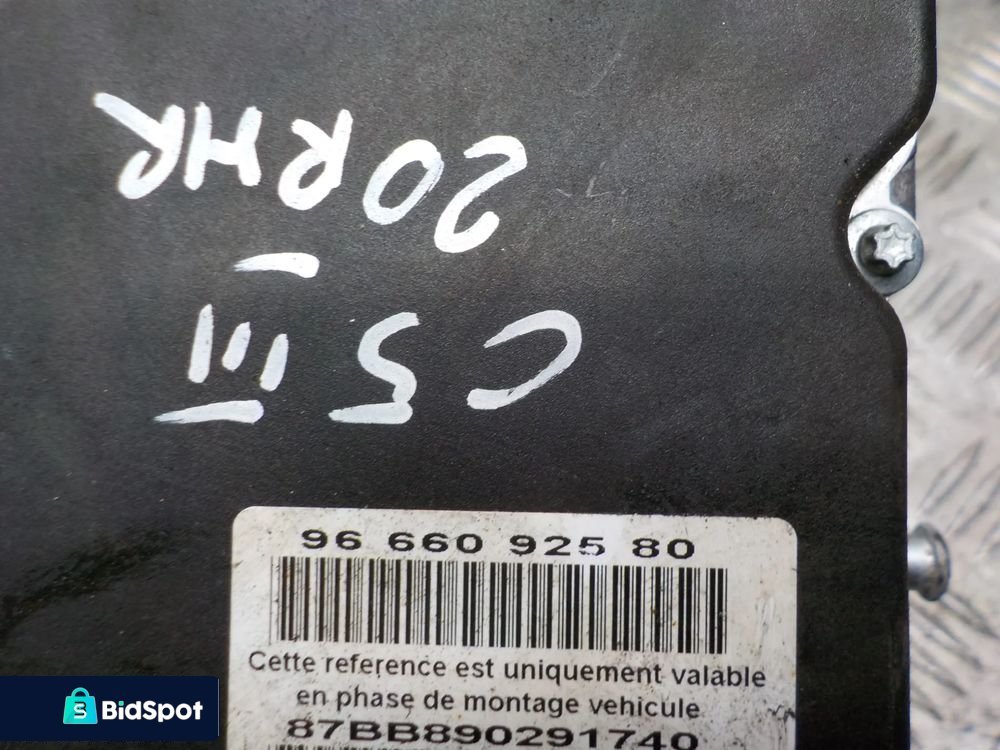 C5 III
20RHR
96 660 925 80
Cette reference est uniquement valable
en phase de montage vehicule
87BB890291740
BidSpot